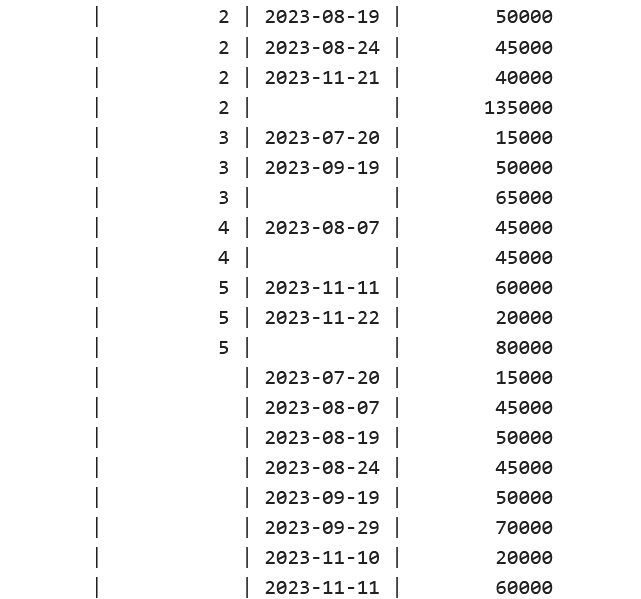 | 2 | 2023-08-19 | 50000
| 2 | 2023-08-24 | 45000
| 2 | 2023-11-21 | 40000
| 2 | | 135000
| 3 | 2023-07-20 | 15000
| 3 | 2023-09-19 | 50000
| 3 | | 65000
| 4 | 2023-08-07 | 45000
| 4 | | 45000
| 5 | 2023-11-11 | 60000
| 5 | 2023-11-22 | 20000
| 5 | | 80000
| | 2023-07-20 | 15000
| | 2023-08-07 | 45000
| | 2023-08-19 | 50000
| | 2023-08-24 | 45000
| | 2023-09-19 | 50000
| | 2023-09-29 | 70000
| | 2023-11-10 | 20000
| | 2023-11-11 | 60000